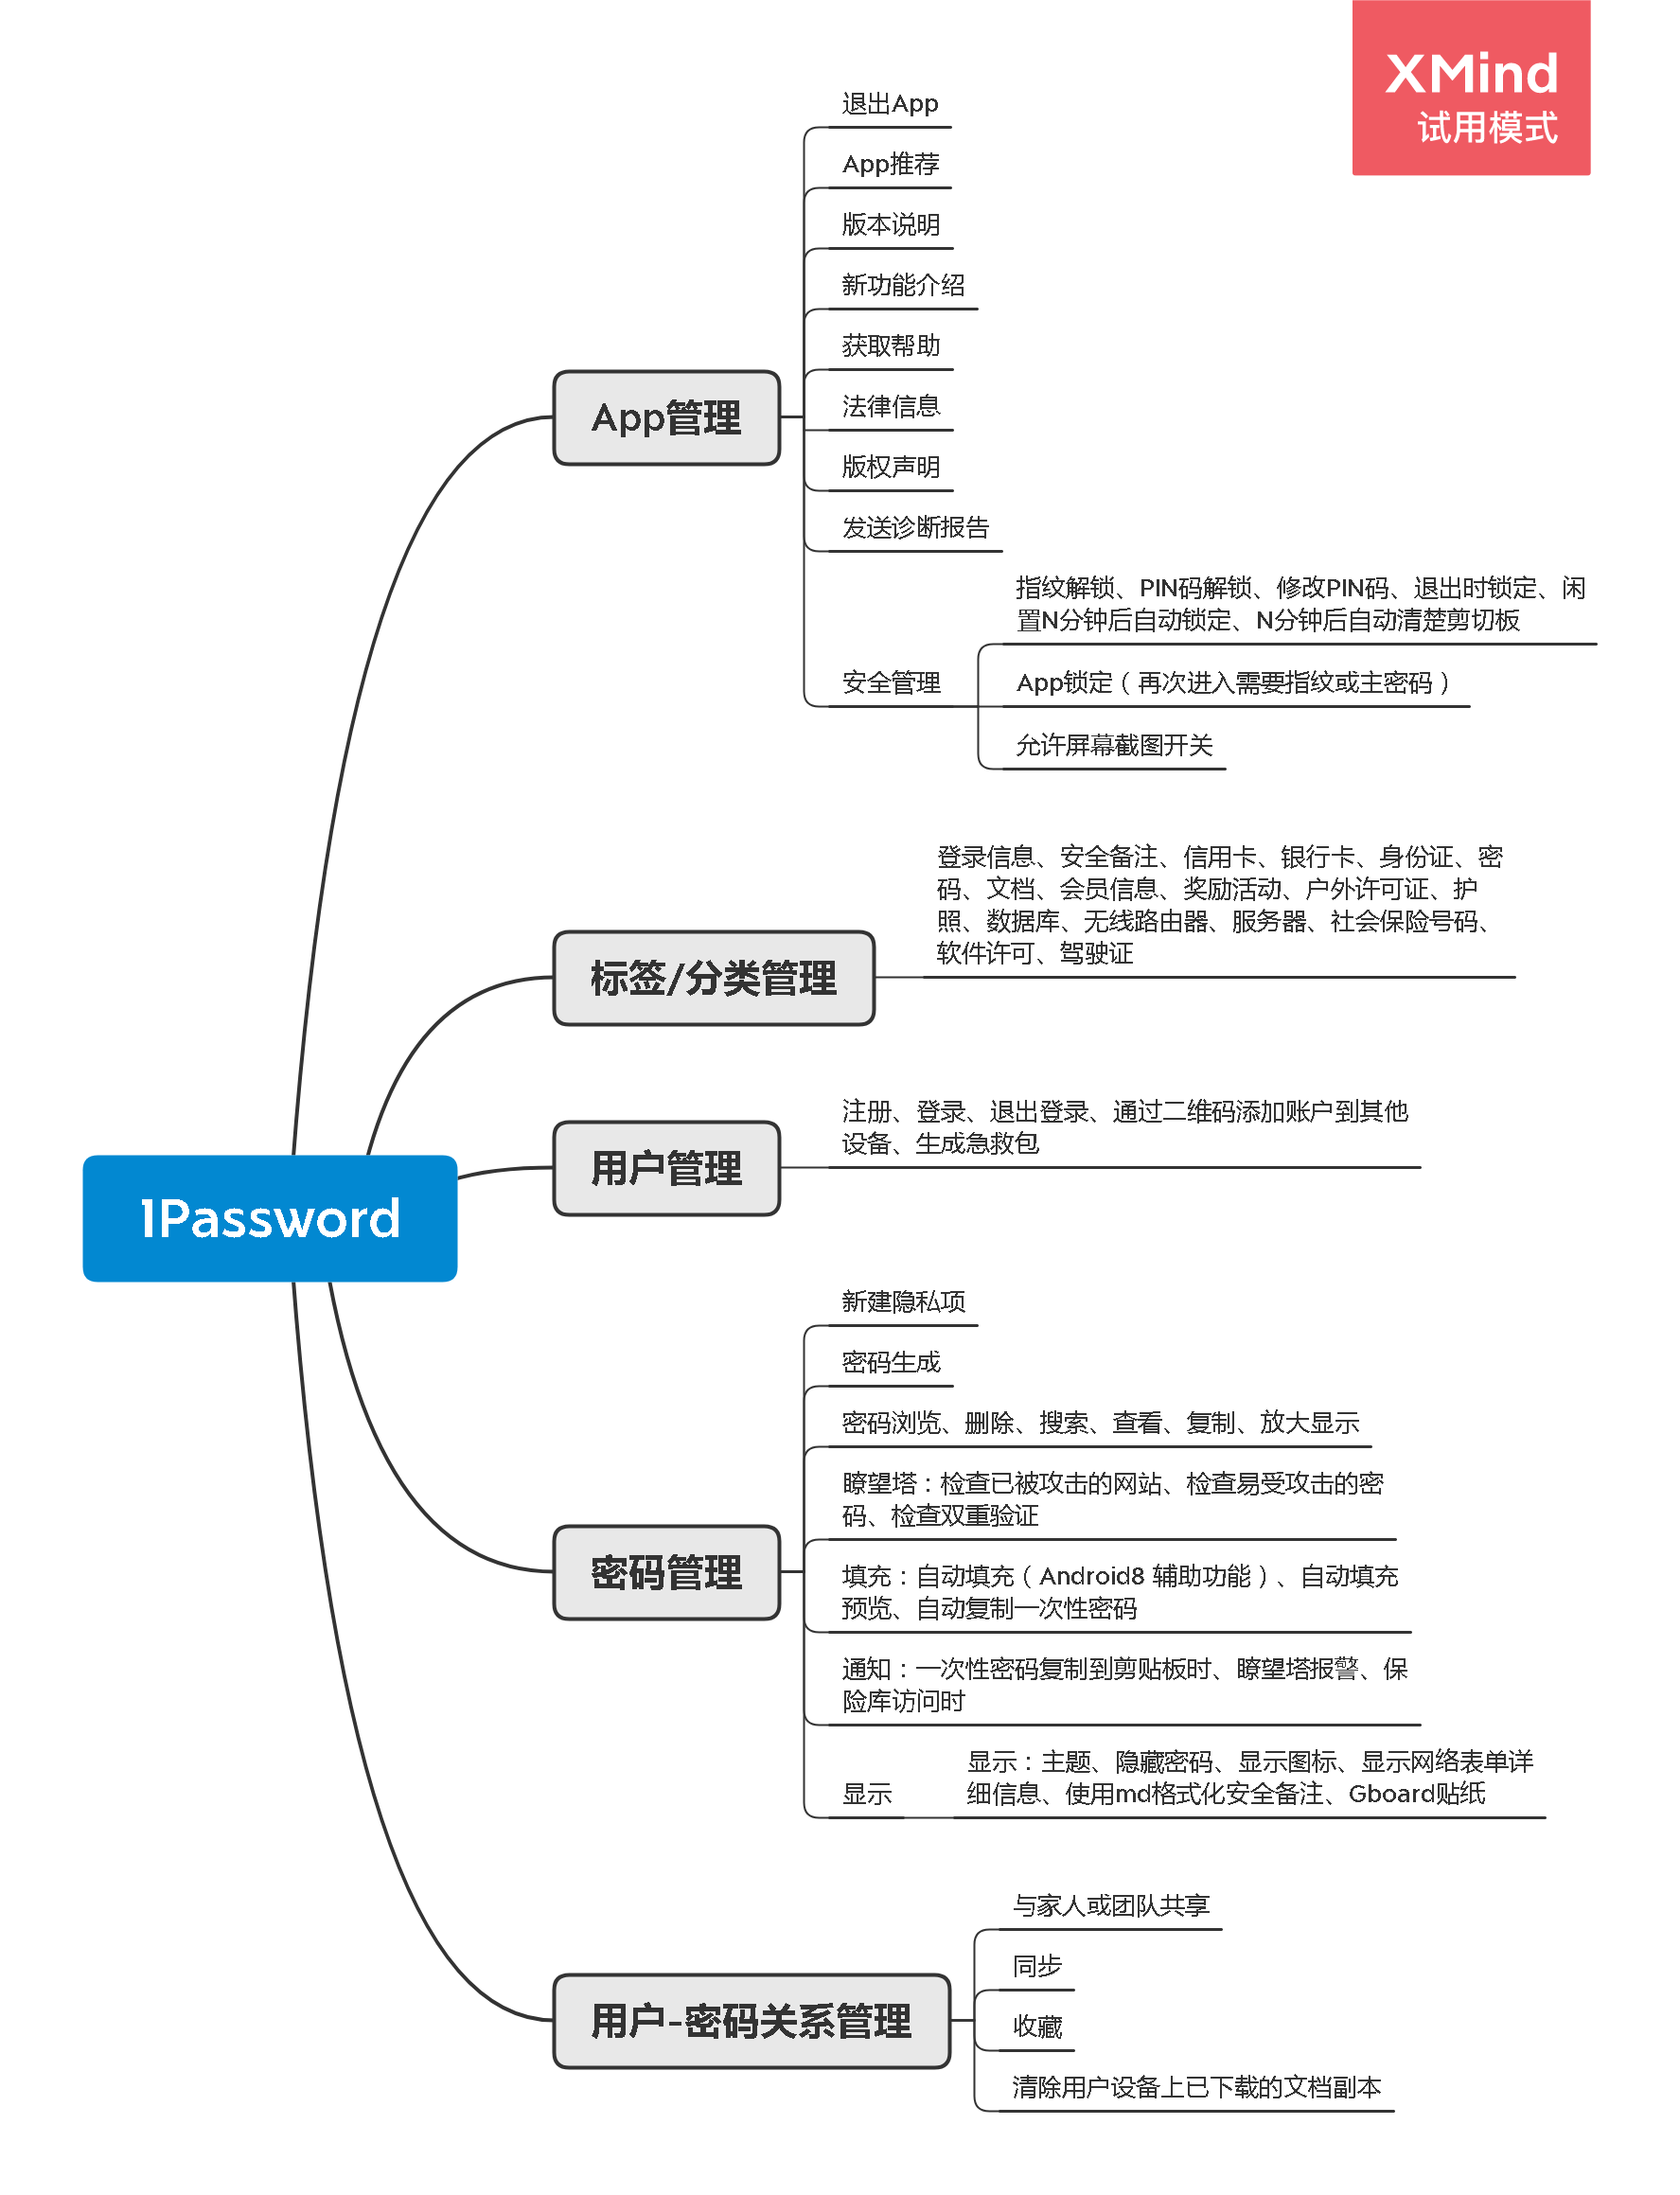 XMind
试用模式
退出App
App推荐
版本说明
新功能介绍
获取帮助
法律信息
版权声明
发送诊断报告
App管理
指纹解锁、PIN码解锁、修改PIN码、退出时锁定、闲
置N分钟后自动锁定、N分钟后自动清楚剪切板
安全管理
App锁定（再次进入需要指纹或主密码）
允许屏幕截图开关
登录信息、安全备注、信用卡、银行卡、身份证、密
码、文档、会员信息、奖励活动、户外许可证、护
照、数据库、无线路由器、服务器、社会保险号码、
软件许可、驾驶证
标签/分类管理
注册、登录、退出登录、通过二维码添加账户到其他
设备、生成急救包
用户管理
1Password
新建隐私项
密码生成
密码浏览、删除、搜索、查看、复制、放大显示
瞭望塔：检查已被攻击的网站、检查易受攻击的密
码、检查双重验证
密码管理
填充：自动填充（Android8 辅助功能）、自动填充
预览、自动复制一次性密码
通知：一次性密码复制到剪贴板时、瞭望塔报警、保
险库访问时
显示
显示：主题、隐藏密码、显示图标、显示网络表单详
细信息、使用md格式化安全备注、Gboard贴纸
与家人或团队共享
同步
用户-密码关系管理
收藏
清除用户设备上已下载的文档副本